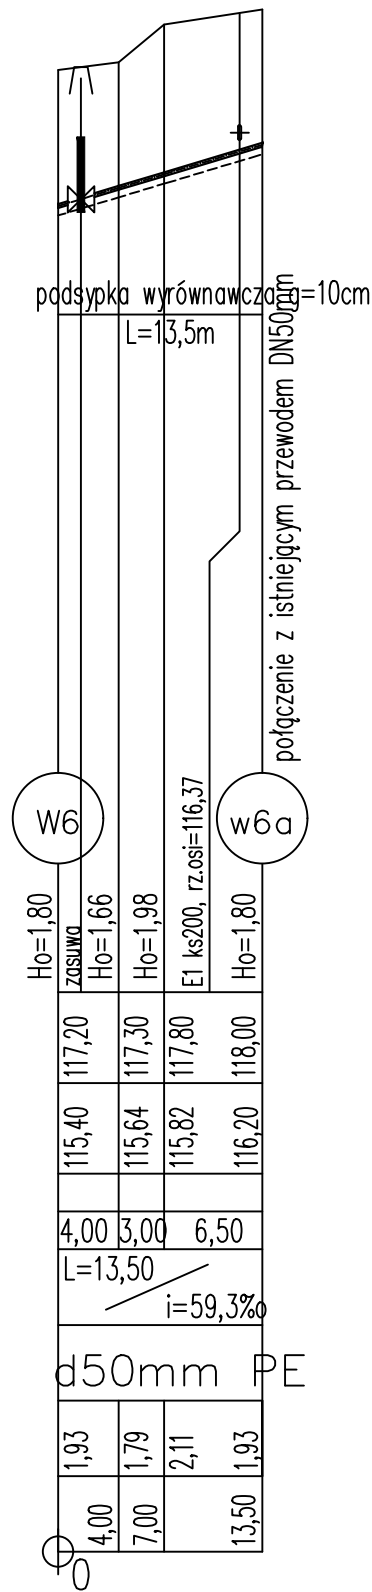 podsypka wyrównawcza g=10cm
L=13,5m
połączenie z istniejącym przewodem DN50mm
W6
w6a
Ho=1,80
zasuwa
Ho=1,66
Ho=1,98
E1 ks200, rz.osi=116,37
Ho=1,80
117,20 117,30 117,80 118,00
115,40 115,64 115,82 116,20
4,00 3,00 6,50
L=13,50
i=59,3‰
d50mm PE
1,93 1,79 2,11 1,93
4,00 7,00 13,50
0